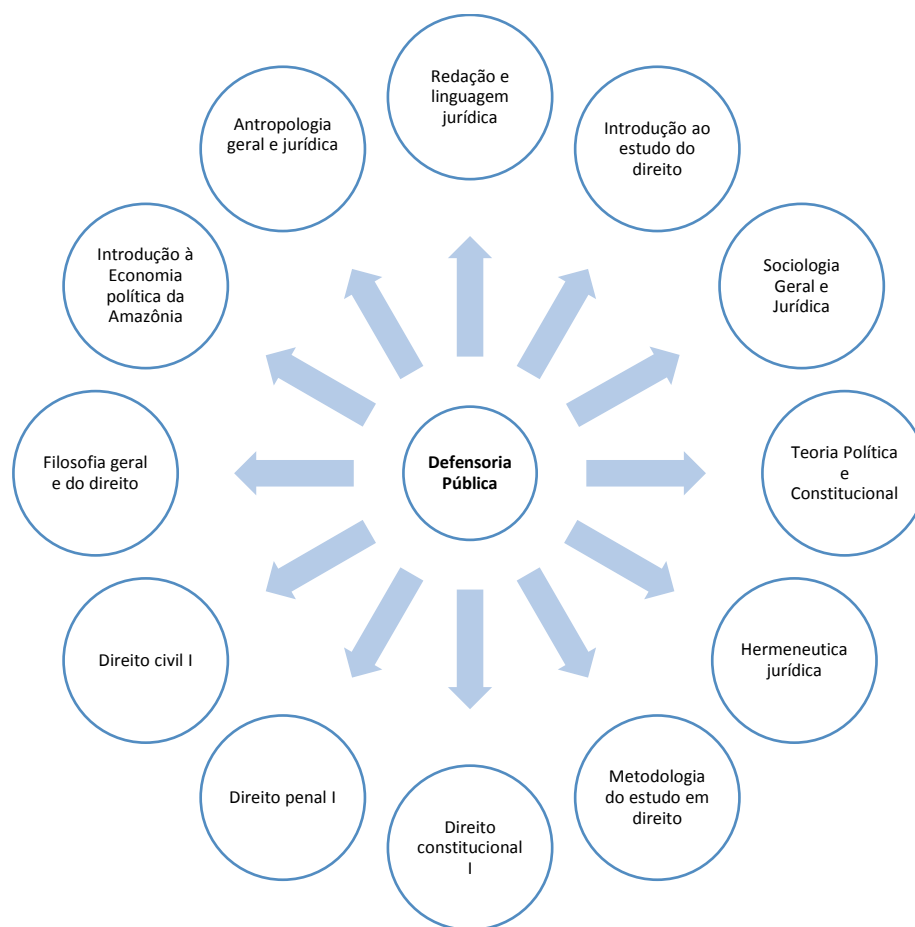 Redação e
linguagem
jurídica
Introdução ao
estudo do
direito
Sociologia
Geral e
Jurídica
Teoria Política
e
Constitucional
Hermeneutica
jurídica
Metodologia
do estudo em
direito
Direito
constitucional
I
Direito penal I
Direito civil I
Filosofia geral
e do direito
Introdução à
Economia
política da
Amazônia
Antropologia
geral e jurídica
Defensoria
Pública